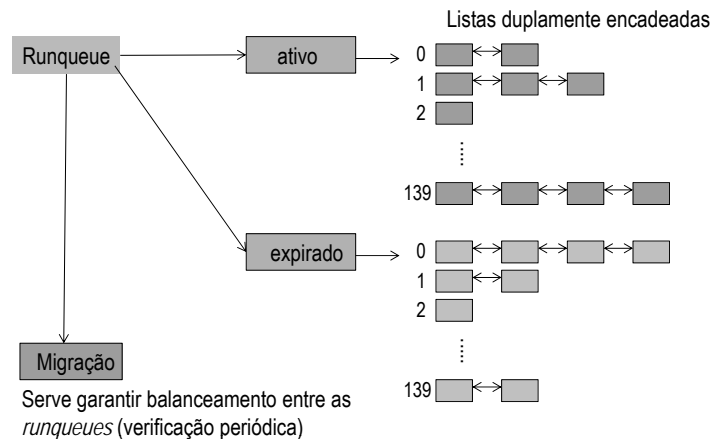 Listas duplamente encadeadas
Runqueue
ativo
0
1
2
139
expirado
0
1
2
139
Migração
Serve garantir balanceamento entre as
runqueues (verificação periódica)